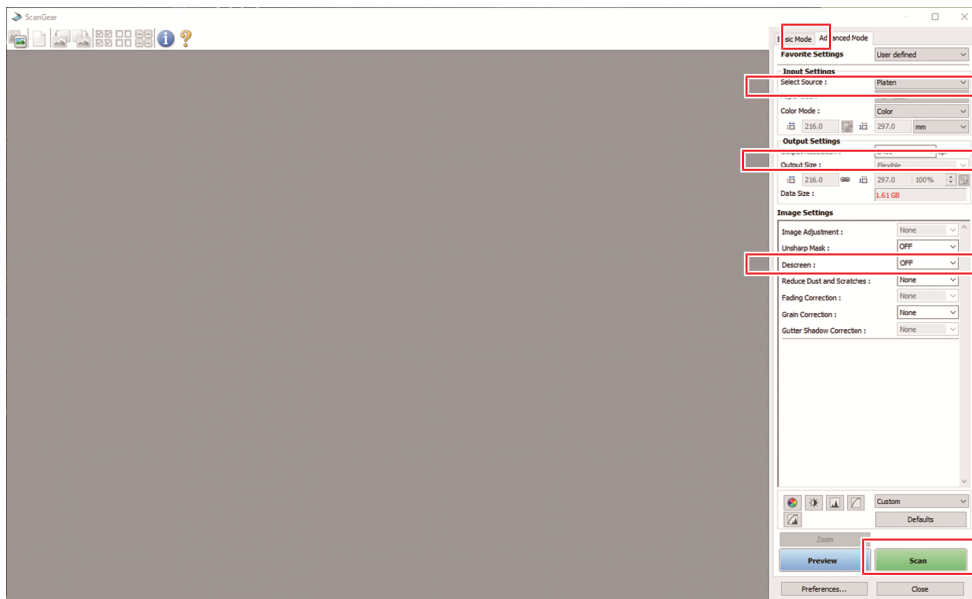 ScanGear
sic Mode Ad anced Mode
Favorite Settings User defined
Input Settings
Select Source : Platen
Color Mode : Color
216.0 297.0 mm
Output Settings
Output Size : Flexible
216.0 297.0 100%
Data Size : 1.61 GB
Image Settings
Image Adjustment : None
Unsharp Mask : OFF
Descreen : OFF
Reduce Dust and Scratches : None
Fading Correction : None
Grain Correction : None
Gutter Shadow Correction : None
Custom
Defaults
Zoom
Preview Scan
Preferences... Close